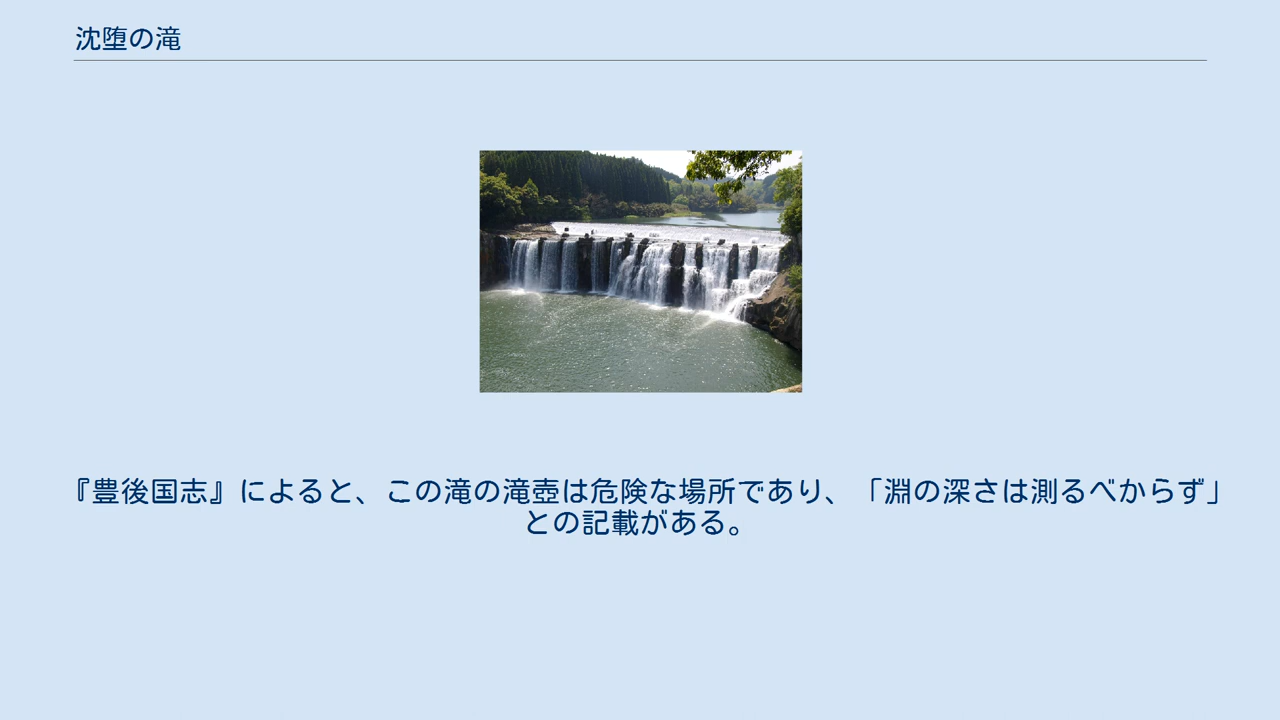 沈堕の滝
『豊後国志』によると、この滝の滝壺は危険な場所であり、「淵の深さは測るべからず」
との記載がある。